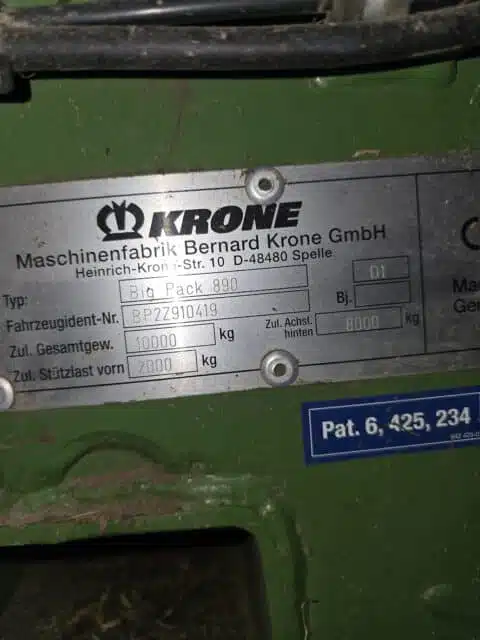 KRONE
Maschinenfabrik Bernard Krone GmbH
Heinrich-Krone-Str. 10 D-48480 Spelle
Typ: Big Pack 890
Fahrzeugident-Nr. BP2Z910419 Bj. 01
Zul. Gesamtgew. 10000 kg Zul. Achsl. hinten 8000 kg
Zul. Stützlast vorn 2000 kg
Pat. 6, 425, 234